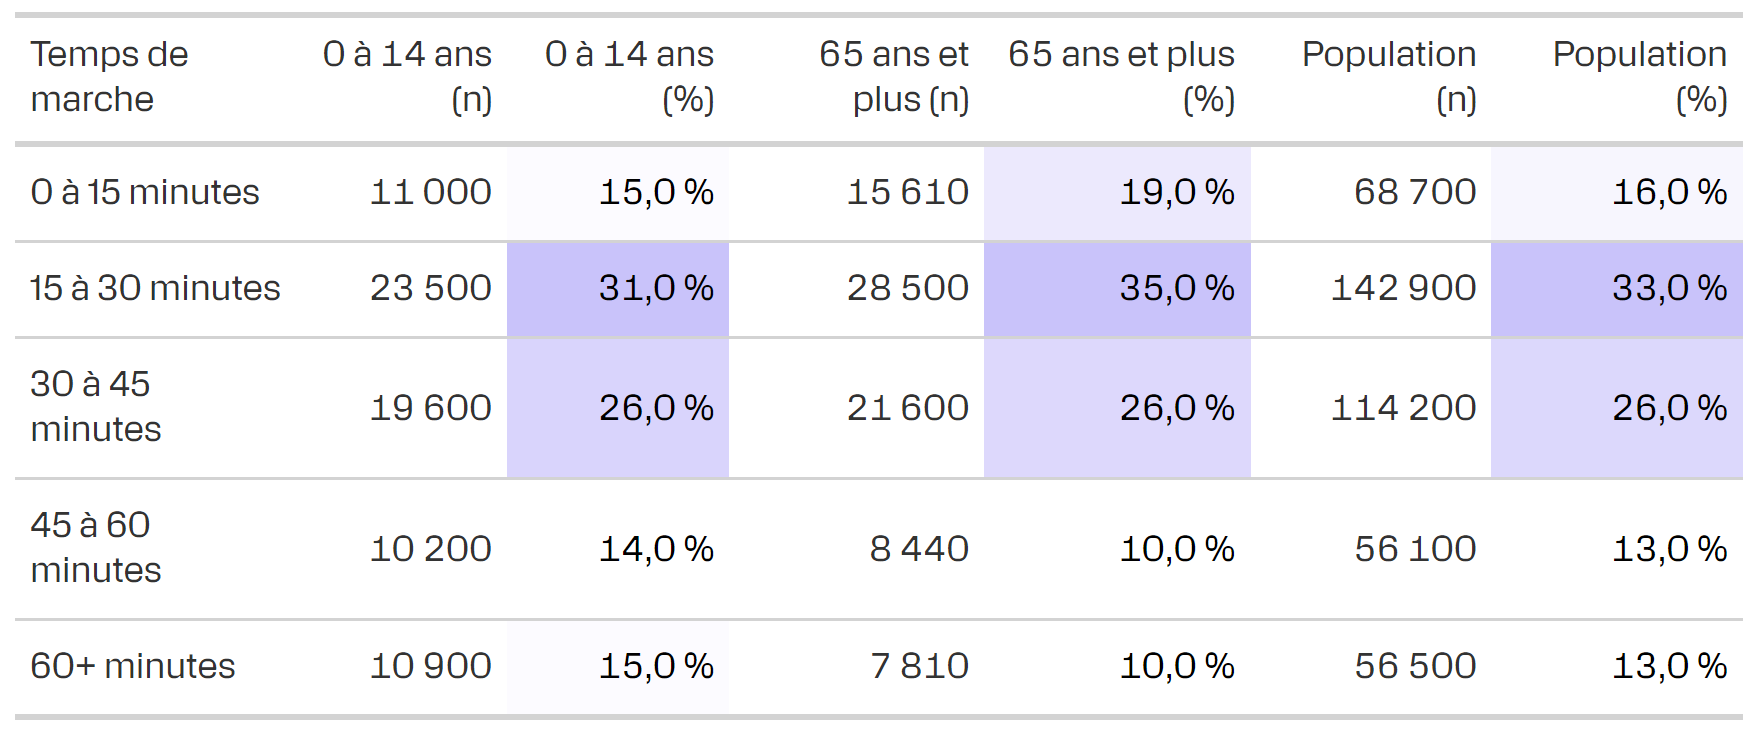 Temps de marche	0 à 14 ans (n)	0 à 14 ans (%)	65 ans et plus (n)	65 ans et plus (%)	Population (n)	Population (%)
0 à 15 minutes	11 000	15,0 %	15 610	19,0 %	68 700	16,0 %
15 à 30 minutes	23 500	31,0 %	28 500	35,0 %	142 900	33,0 %
30 à 45 minutes	19 600	26,0 %	21 600	26,0 %	114 200	26,0 %
45 à 60 minutes	10 200	14,0 %	8 440	10,0 %	56 100	13,0 %
60+ minutes	10 900	15,0 %	7 810	10,0 %	56 500	13,0 %